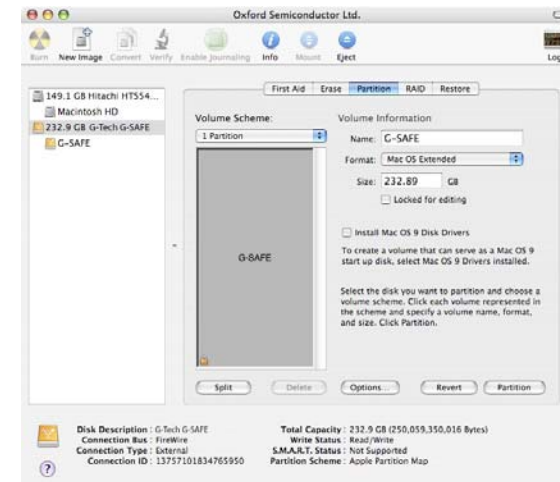 Oxford Semiconductor Ltd.
Burn New Image Convert Verify Enable Journaling Info Mount Eject Log
149.1 GB Hitachi HTS54...
Macintosh HD
232.9 GB G-Tech G-SAFE
G-SAFE
First Aid Erase Partition RAID Restore
Volume Scheme:
1 Partition
G-SAFE
Volume Information
Name: G-SAFE
Format: Mac OS Extended
Size: 232.89 GB
Locked for editing
Install Mac OS 9 Disk Drivers
To create a volume that can serve as a Mac OS 9
start up disk, select Mac OS 9 Drivers installed.
Select the disk you want to partition and choose a
volume scheme. Click each volume represented in
the scheme and specify a volume name, format,
and size. Click Partition.
Split Delete Options... Revert Partition
Disk Description : G-Tech G-SAFE
Connection Bus : FireWire
Connection Type : External
Connection ID : 13757101834765950
Total Capacity : 232.9 GB (250,059,350,016 Bytes)
Write Status : Read/Write
S.M.A.R.T. Status : Not Supported
Partition Scheme : Apple Partition Map
?